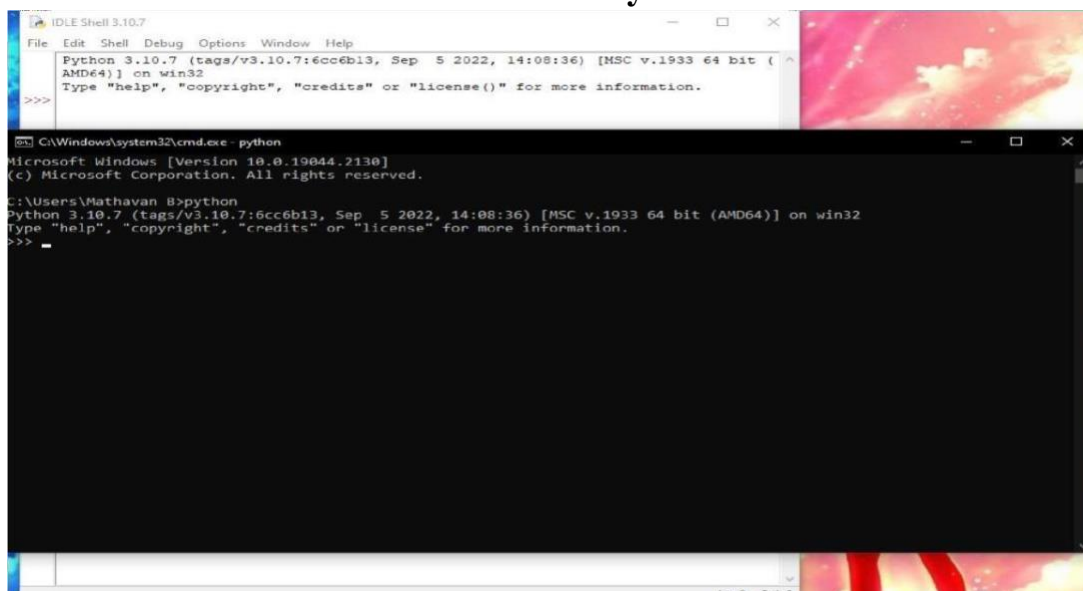 IDLE Shell 3.10.7
File Edit Shell Debug Options Window Help
Python 3.10.7 (tags/v3.10.7:6cc6b13, Sep  5 2022, 14:08:36) [MSC v.1933 64 bit (
AMD64)] on win32
Type "help", "copyright", "credits" or "license()" for more information.
>>>
C:\Windows\system32\cmd.exe - python
Microsoft Windows [Version 10.0.19044.2130]
(c) Microsoft Corporation. All rights reserved.
C:\Users\Mathavan B>python
Python 3.10.7 (tags/v3.10.7:6cc6b13, Sep  5 2022, 14:08:36) [MSC v.1933 64 bit (AMD64)] on win32
Type "help", "copyright", "credits" or "license" for more information.
>>>